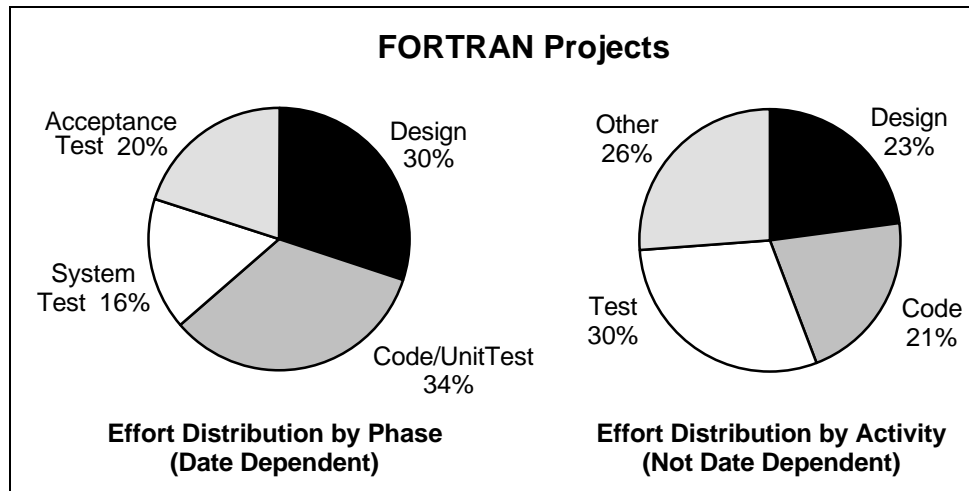 FORTRAN Projects
Acceptance
Test 20%
Design
30%
System
Test 16%
Code/UnitTest
34%
Effort Distribution by Phase
(Date Dependent)
Other
26%
Design
23%
Test
30%
Code
21%
Effort Distribution by Activity
(Not Date Dependent)